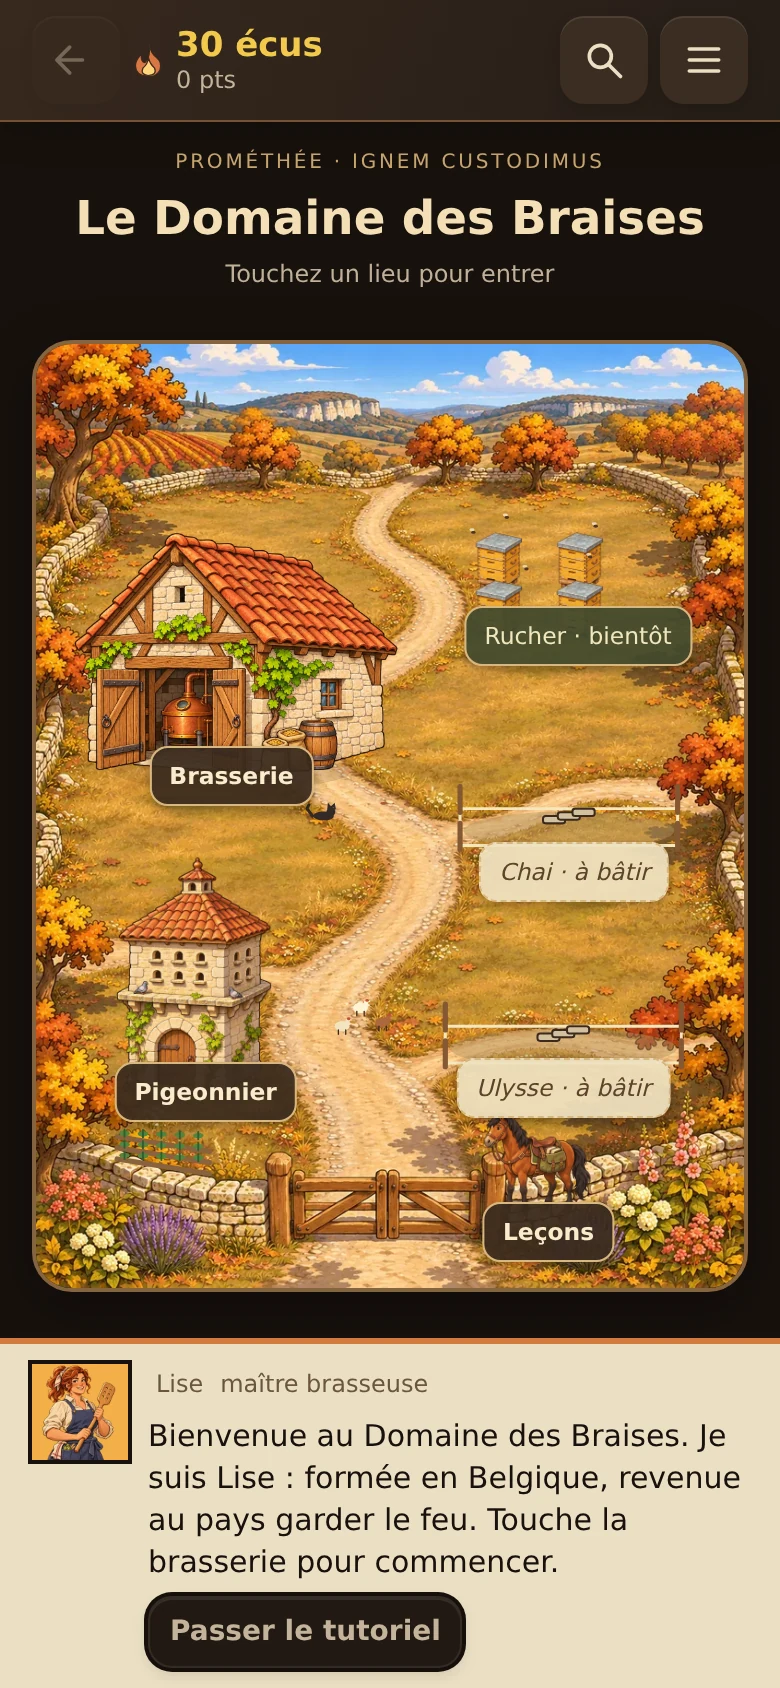 30 écus
0 pts
PROMÉTHÉE · IGNEM CUSTODIMUS
Le Domaine des Braises
Touchez un lieu pour entrer
Rucher · bientôt
Brasserie
Chai · à bâtir
Pigeonnier
Ulysse · à bâtir
Leçons
Lise maître brasseuse
Bienvenue au Domaine des Braises. Je
suis Lise : formée en Belgique, revenue
au pays garder le feu. Touche la
brasserie pour commencer.
Passer le tutoriel